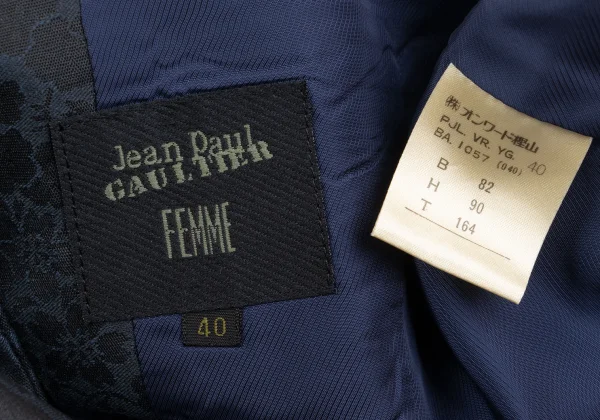 Jean Paul
GAULTIER
FEMME
40
㈱オンワード樫山
PJL. VR. YG. 40
BA. 1057 (040)
B 82
H 90
T 164